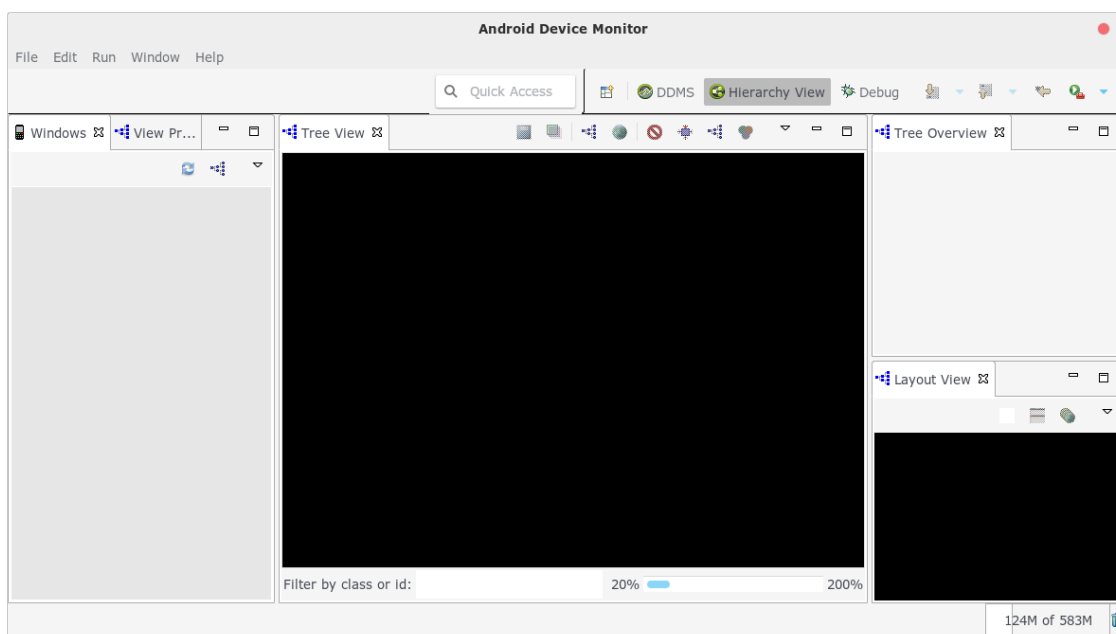 Android Device Monitor
File Edit Run Window Help
Quick Access DDMS Hierarchy View Debug
Windows View Pr... Tree View Tree Overview
Layout View
Filter by class or id: 20% 200%
124M of 583M